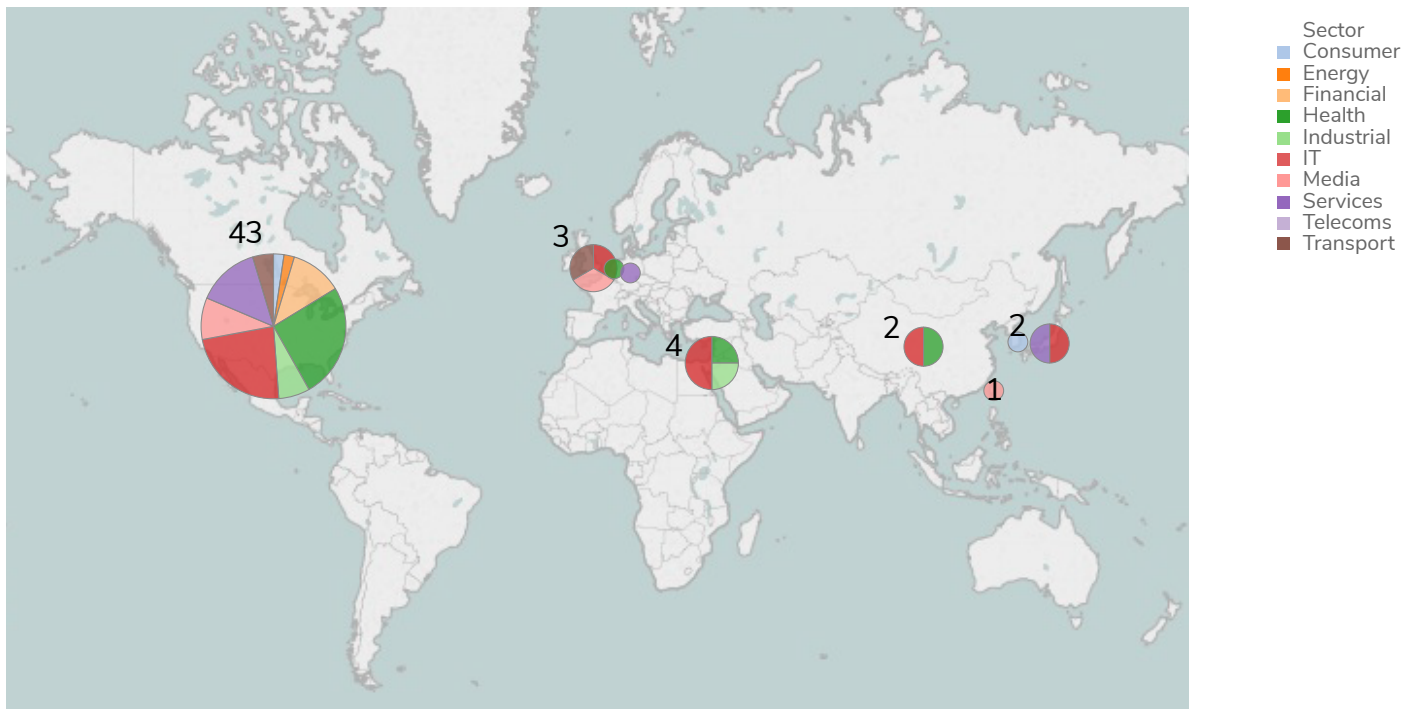 Sector
Consumer
Energy
Financial
Health
Industrial
IT
Media
Services
Telecoms
Transport
43
3
4
2
2
1